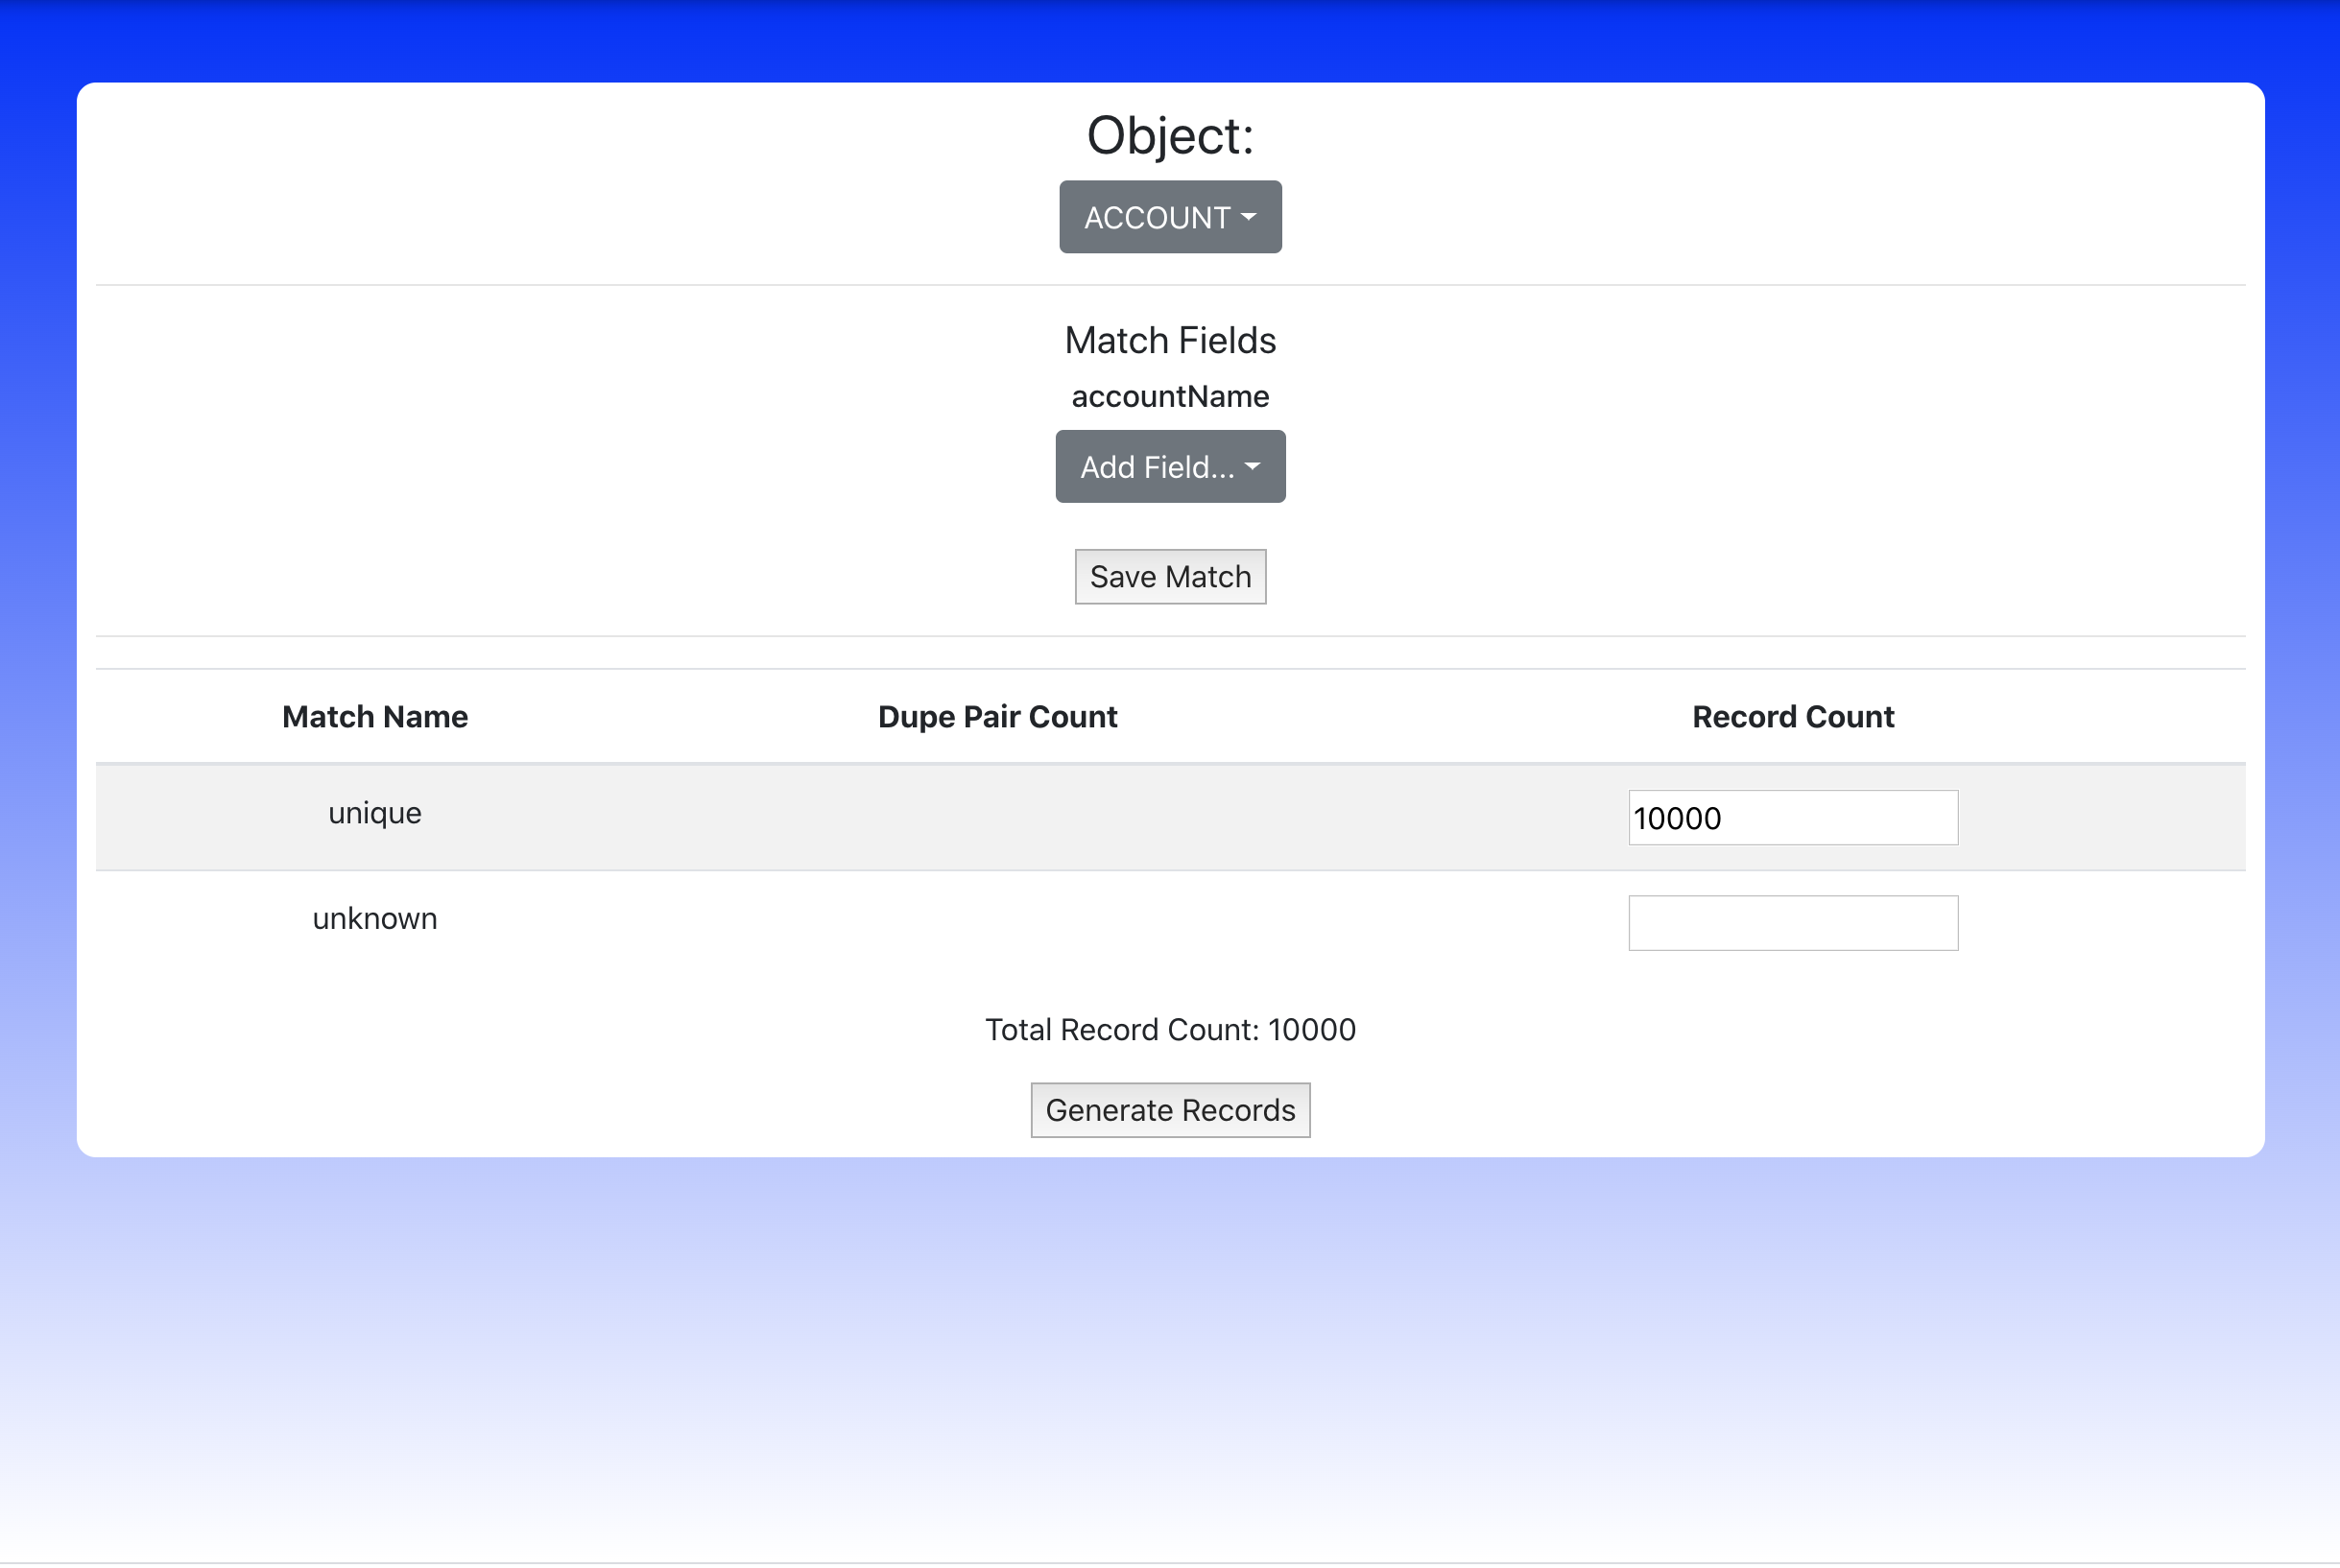 Object:
ACCOUNT
Match Fields
accountName
Add Field...
Save Match
Match Name Dupe Pair Count Record Count
unique 10000
unknown
Total Record Count: 10000
Generate Records